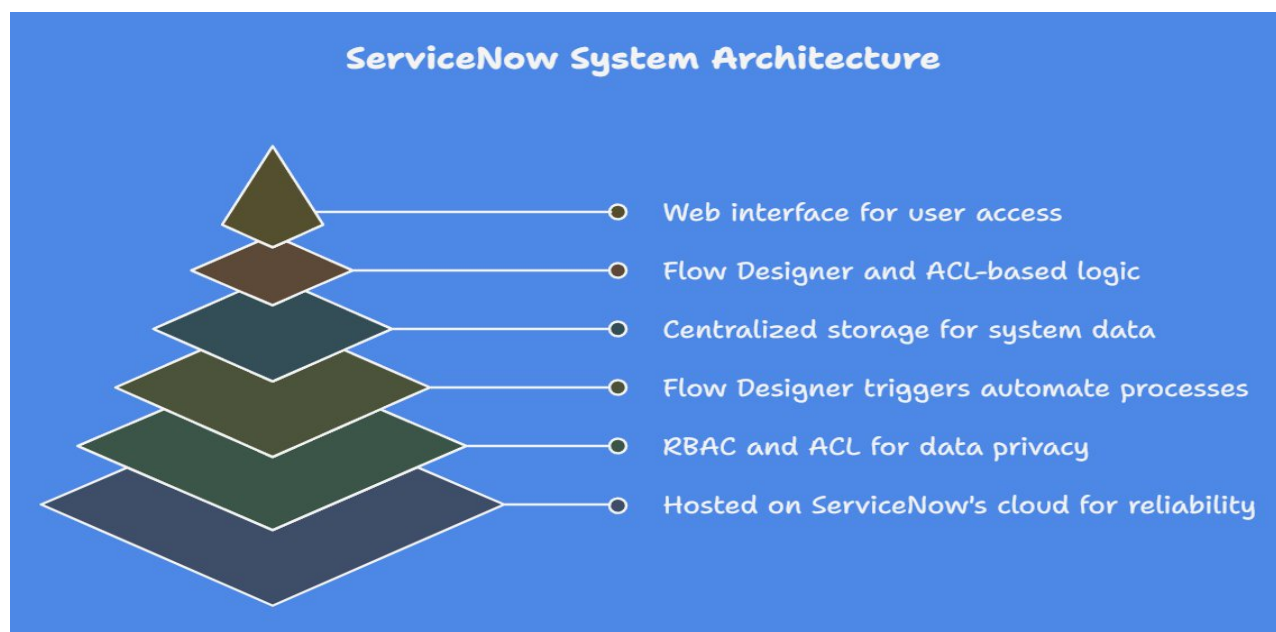 ServiceNow System Architecture
Web interface for user access
Flow Designer and ACL-based logic
Centralized storage for system data
Flow Designer triggers automate processes
RBAC and ACL for data privacy
Hosted on ServiceNow's cloud for reliability